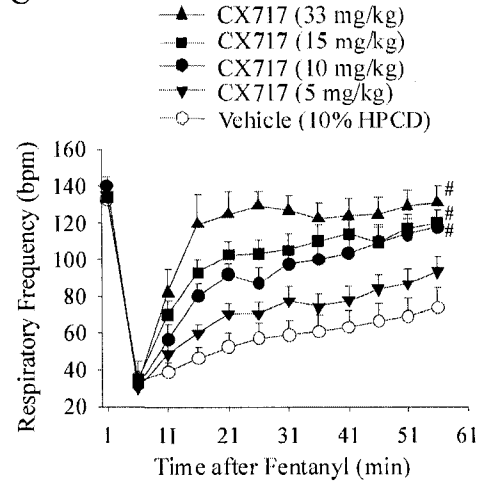 CX717 (33 mg/kg)
CX717 (15 mg/kg)
CX717 (10 mg/kg)
CX717 (5 mg/kg)
Vehicle (10% HPCD)
Respiratory Frequency (bpm)
160
140
120
100
80
60
40
20
#
#
#
1 11 21 31 41 51 61
Time after Fentanyl (min)